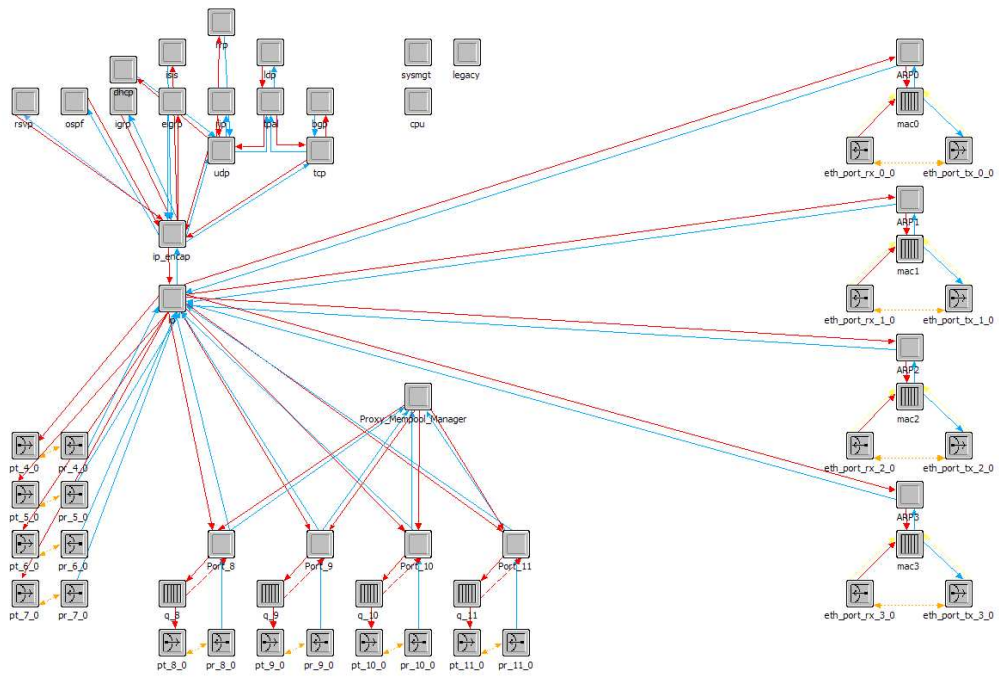 isis
ldp
sysmgt
legacy
ARP0
dhcp
rsvp
ospf
igrp
eigrp
tpal
bgp
cpu
mac0
udp
tcp
eth_port_rx_0_0
eth_port_tx_0_0
ARP1
ip_encap
mac1
ip
eth_port_rx_1_0
eth_port_tx_1_0
ARP2
Proxy_Mempool_Manager
mac2
pt_4_0
pr_4_0
eth_port_rx_2_0
eth_port_tx_2_0
pt_5_0
pr_5_0
ARP3
pt_6_0
pr_6_0
Port_8
Port_9
Port_10
Port_11
mac3
pt_7_0
pr_7_0
q_8
q_9
q_10
q_11
eth_port_rx_3_0
eth_port_tx_3_0
pt_8_0
pr_8_0
pt_9_0
pr_9_0
pt_10_0
pr_10_0
pt_11_0
pr_11_0